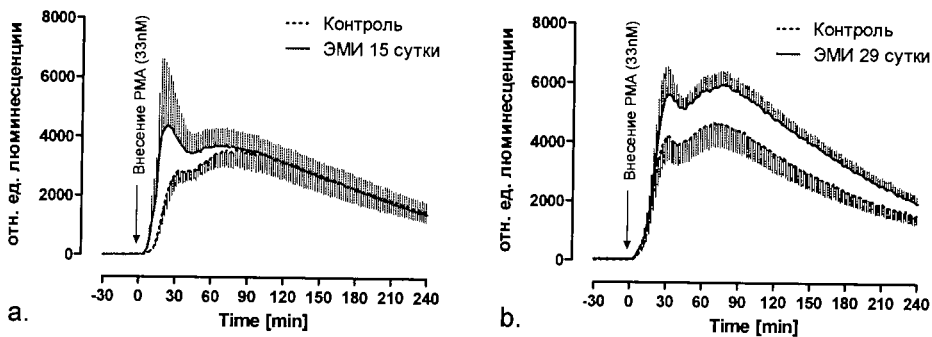 8000
6000
4000
2000
0
отн. ед. люминесценции
Внесение PMA (33nM)
Контроль
ЭМИ 15 сутки
-30 0 30 60 90 120 150 180 210 240
Time [min]
a.
8000
6000
4000
2000
0
отн. ед. люминесценции
Внесение PMA (33nM)
Контроль
ЭМИ 29 сутки
-30 0 30 60 90 120 150 180 210 240
Time [min]
b.